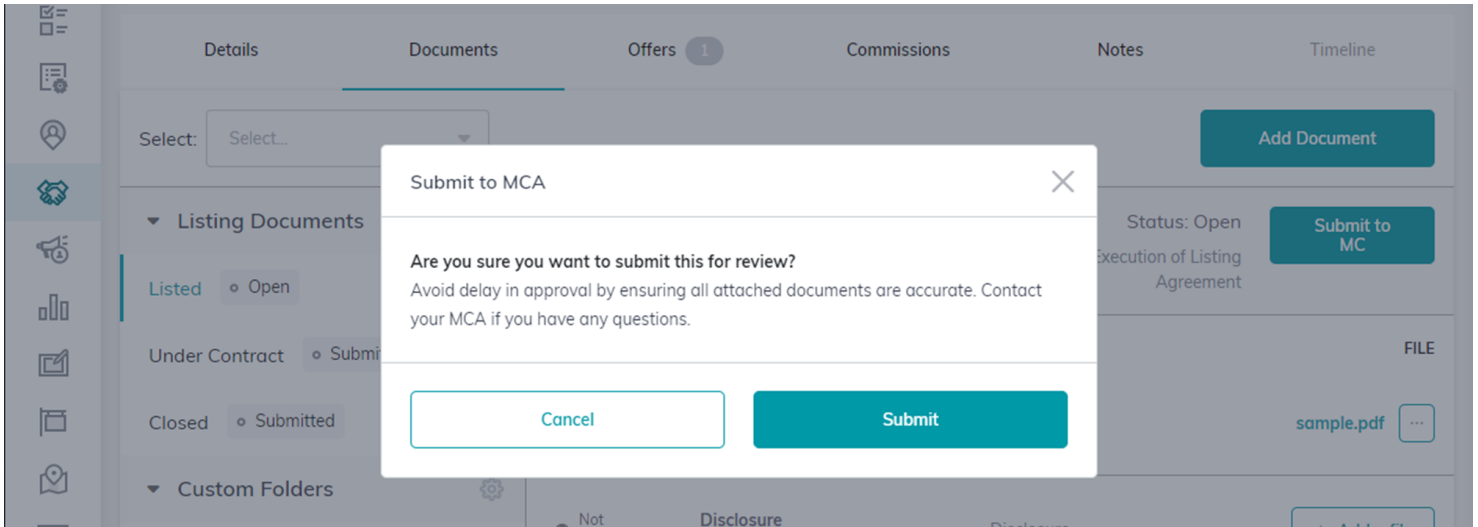 Details Documents Offers 1 Commissions Notes Timeline
Select: Select... Add Document
Submit to MCA
Listing Documents Status: Open Submit to
MC
Are you sure you want to submit this for review?
Execution of Listing
Agreement
Listed Open Avoid delay in approval by ensuring all attached documents are accurate. Contact
your MCA if you have any questions.
Under Contract FILE
Closed Submitted Cancel Submit sample.pdf ...
Custom Folders
Not Disclosure